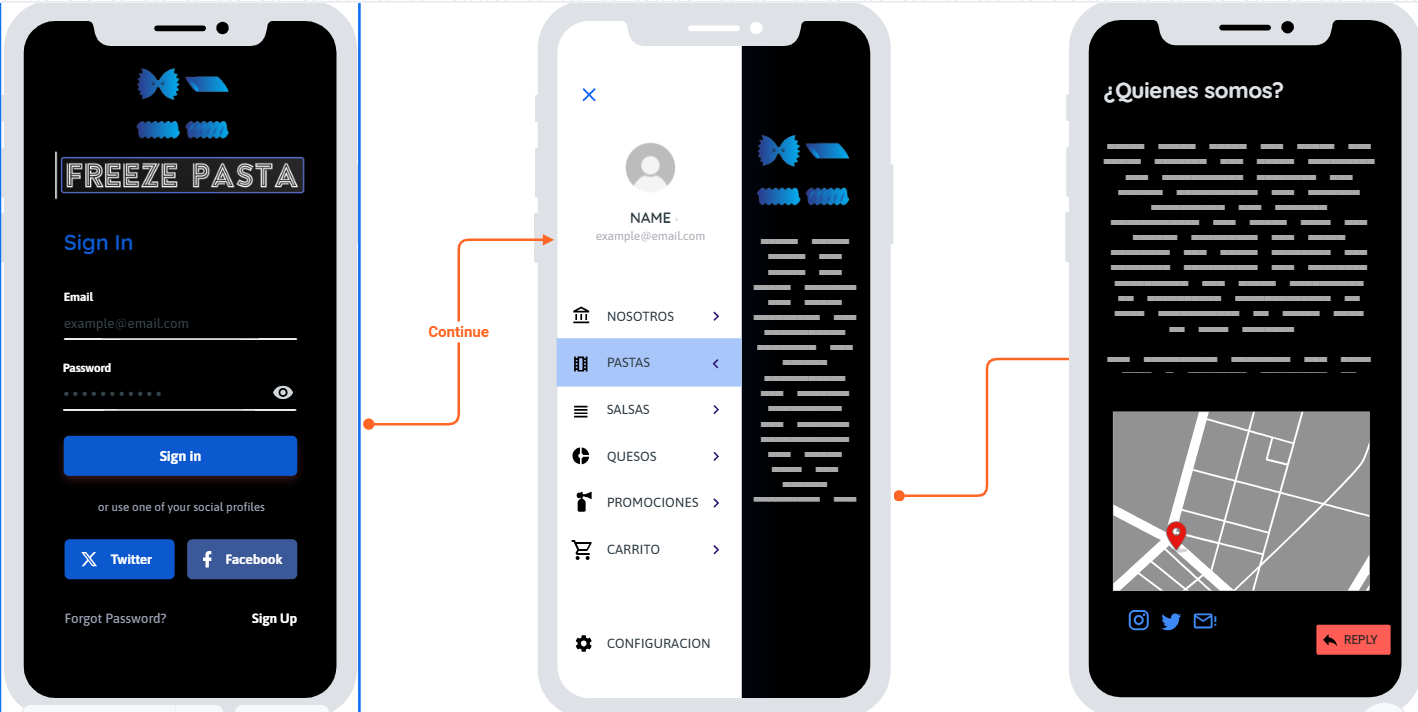 FREEZE PASTA
Sign In
Email
example@email.com
Password
Sign in
or use one of your social profiles
Twitter
Facebook
Forgot Password?
Sign Up
Continue
NAME
example@email.com
NOSOTROS
PASTAS
SALSAS
QUESOS
PROMOCIONES
CARRITO
CONFIGURACION
¿Quienes somos?
REPLY